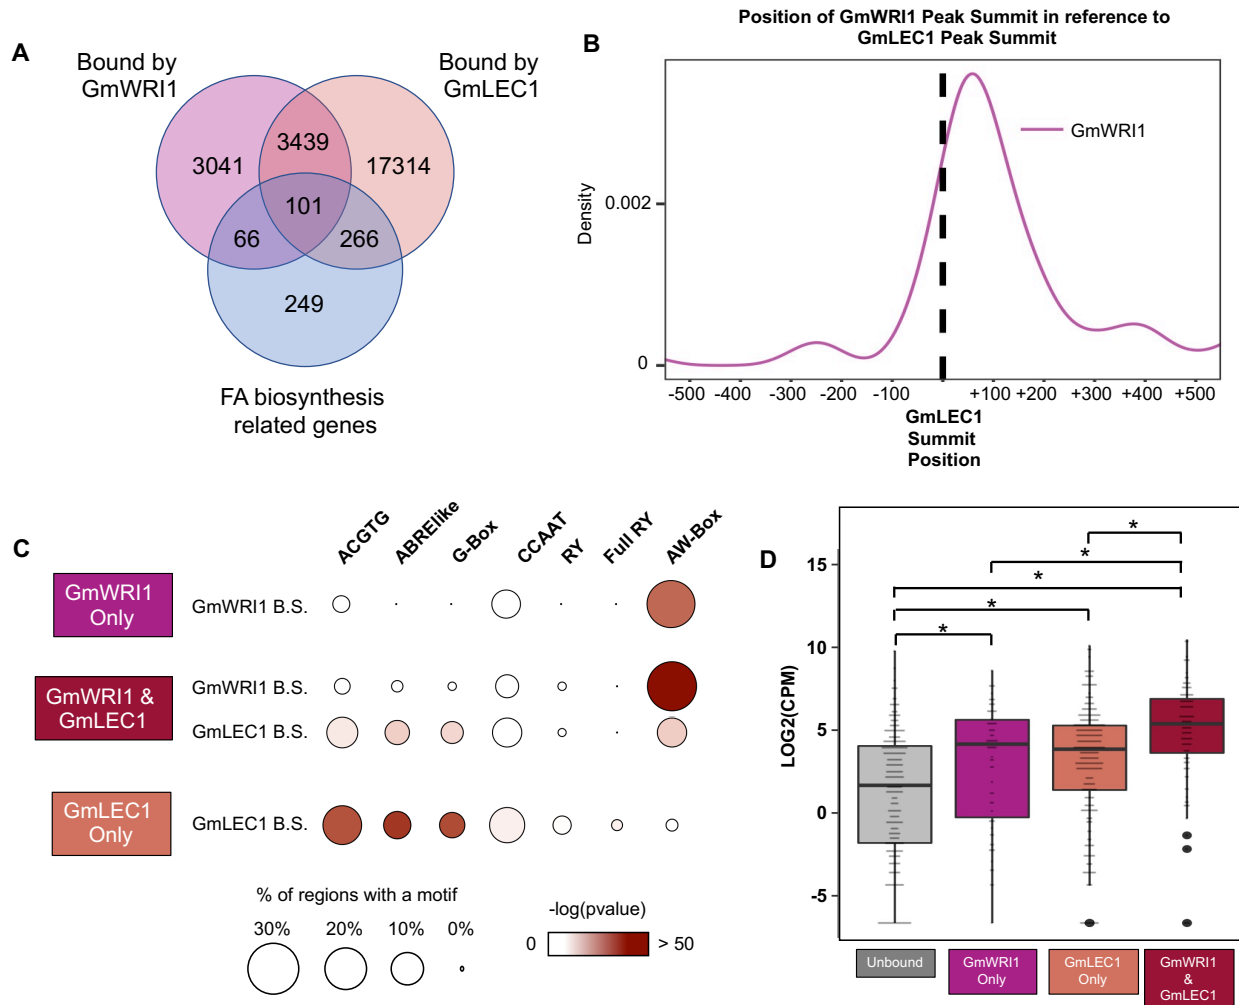 A
Bound by
GmWRI1
Bound by
GmLEC1
3439
3041
17314
101
66
266
249
FA biosynthesis
related genes
B
Position of GmWRI1 Peak Summit in reference to
GmLEC1 Peak Summit
GmWRI1
Density
0.002
0
-500 -400 -300 -200 -100 +100 +200 +300 +400 +500
GmLEC1
Summit
Position
C
ACGTG ABRElike G-Box CCAAT RY Full RY AW-Box
GmWRI1
Only
GmWRI1 B.S.
GmWRI1 &
GmLEC1
GmWRI1 B.S.
GmLEC1 B.S.
GmLEC1
Only
GmLEC1 B.S.
% of regions with a motif
30% 20% 10% 0%
-log(pvalue)
0 > 50
D
LOG2(CPM)
15
10
5
0
-5
*
*
*
*
*
Unbound
GmWRI1
Only
GmLEC1
Only
GmWRI1
&
GmLEC1